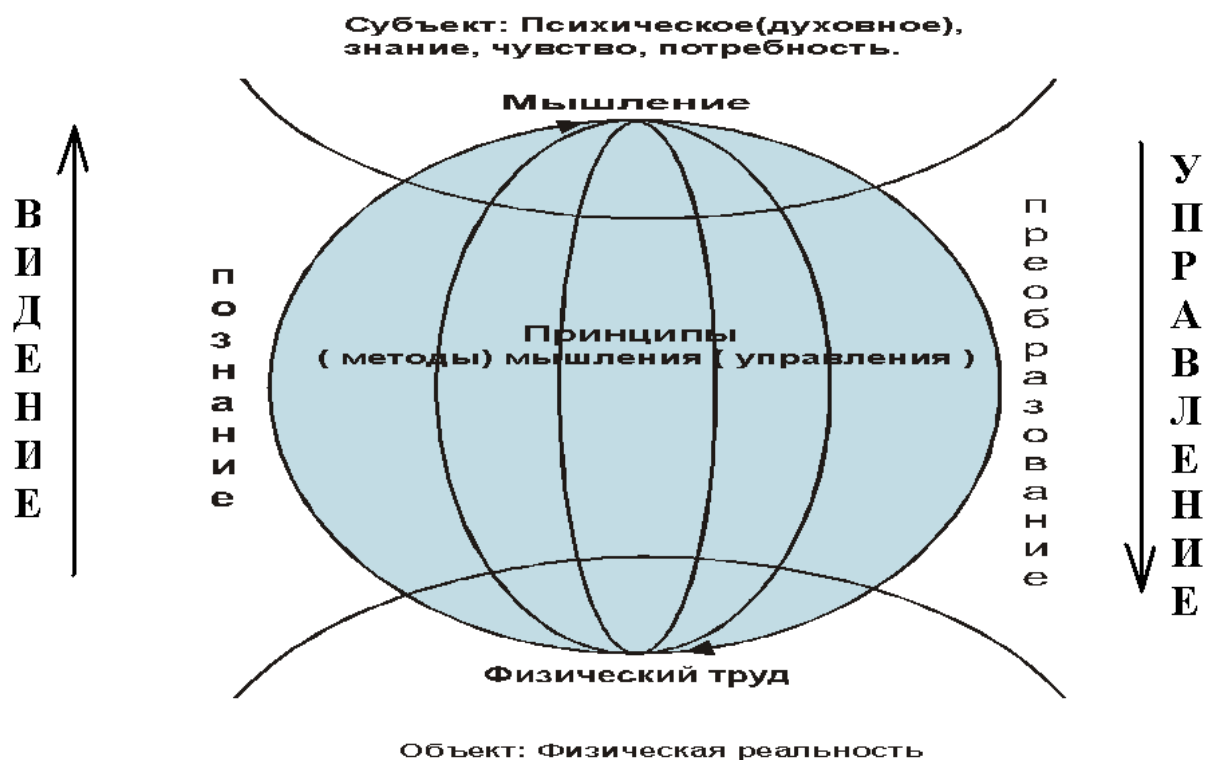 Субъект: Психическое(духовное),
знание, чувство, потребность.
Мышление
ВИДЕНИЕ
познание
Принципы
( методы) мышления ( управления )
преобразование
УПРАВЛЕНИЕ
Физический труд
Объект: Физическая реальность